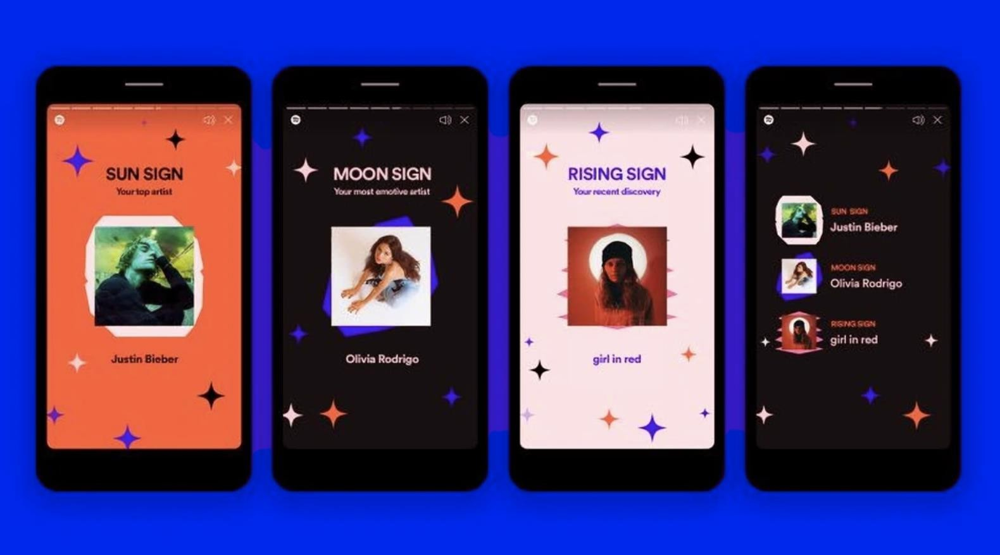 SUN SIGN
Your top artist
Justin Bieber
MOON SIGN
Your most emotive artist
Olivia Rodrigo
RISING SIGN
Your recent discovery
girl in red
SUN SIGN
Justin Bieber
MOON SIGN
Olivia Rodrigo
RISING SIGN
girl in red